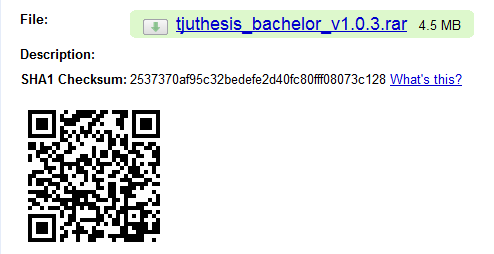 File: tjuthesis_bachelor_v1.0.3.rar 4.5 MB
Description:
SHA1 Checksum: 2537370af95c32bedefe2d40fc80fff08073c128 What's this?